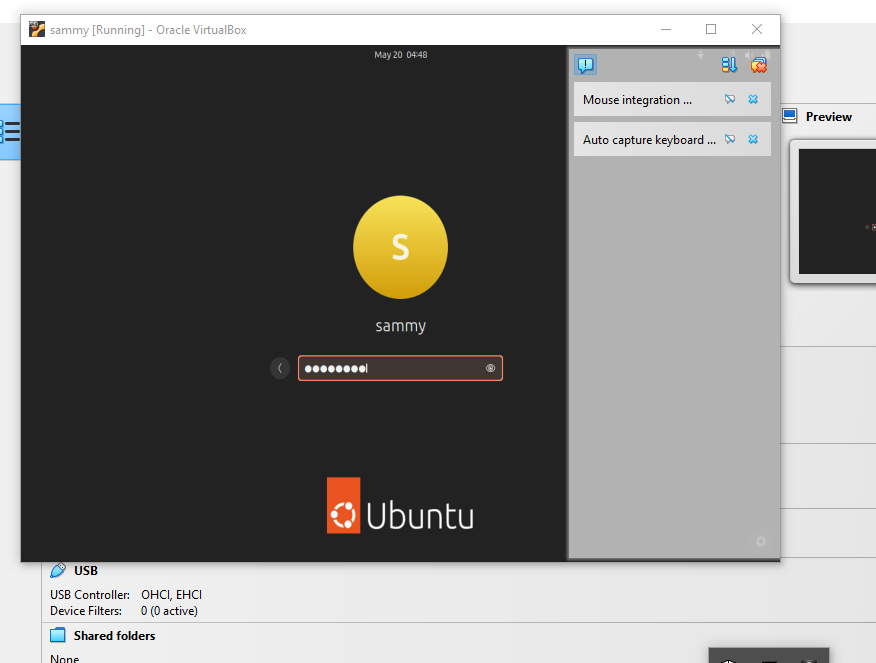 sammy [Running] - Oracle VirtualBox
May 20 04:48
Mouse integration ...
Auto capture keyboard ...
Preview
S
sammy
●●●●●●●●
Ubuntu
USB
USB Controller: OHCI, EHCI
Device Filters: 0 (0 active)
Shared folders
None